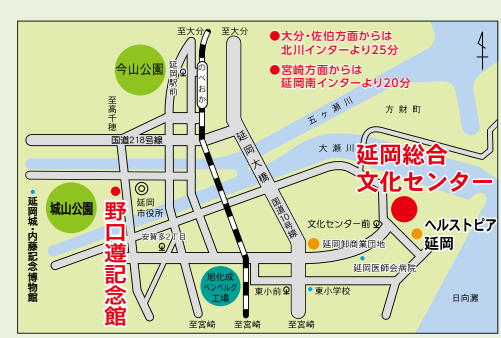 至大分
至大分
●大分・佐伯方面からは
北川インターより25分
●宮崎方面からは
延岡南インターより20分
今山公園
延岡駅前
のべおか
至高千穂
国道218号線
五ヶ瀬川
方財町
大瀬川
延岡大橋
国道10号線
延岡総合
文化センター
城山公園
延岡
市役所
野口遵記念館
延岡城・内藤記念博物館
安賀多2丁目
文化センター前
ヘルストピア
延岡
延岡卸商業団地
延岡医師会病院
旭化成
ベンベルグ
工場
東小前
東小学校
日向灘
至宮崎
至宮崎
至宮崎